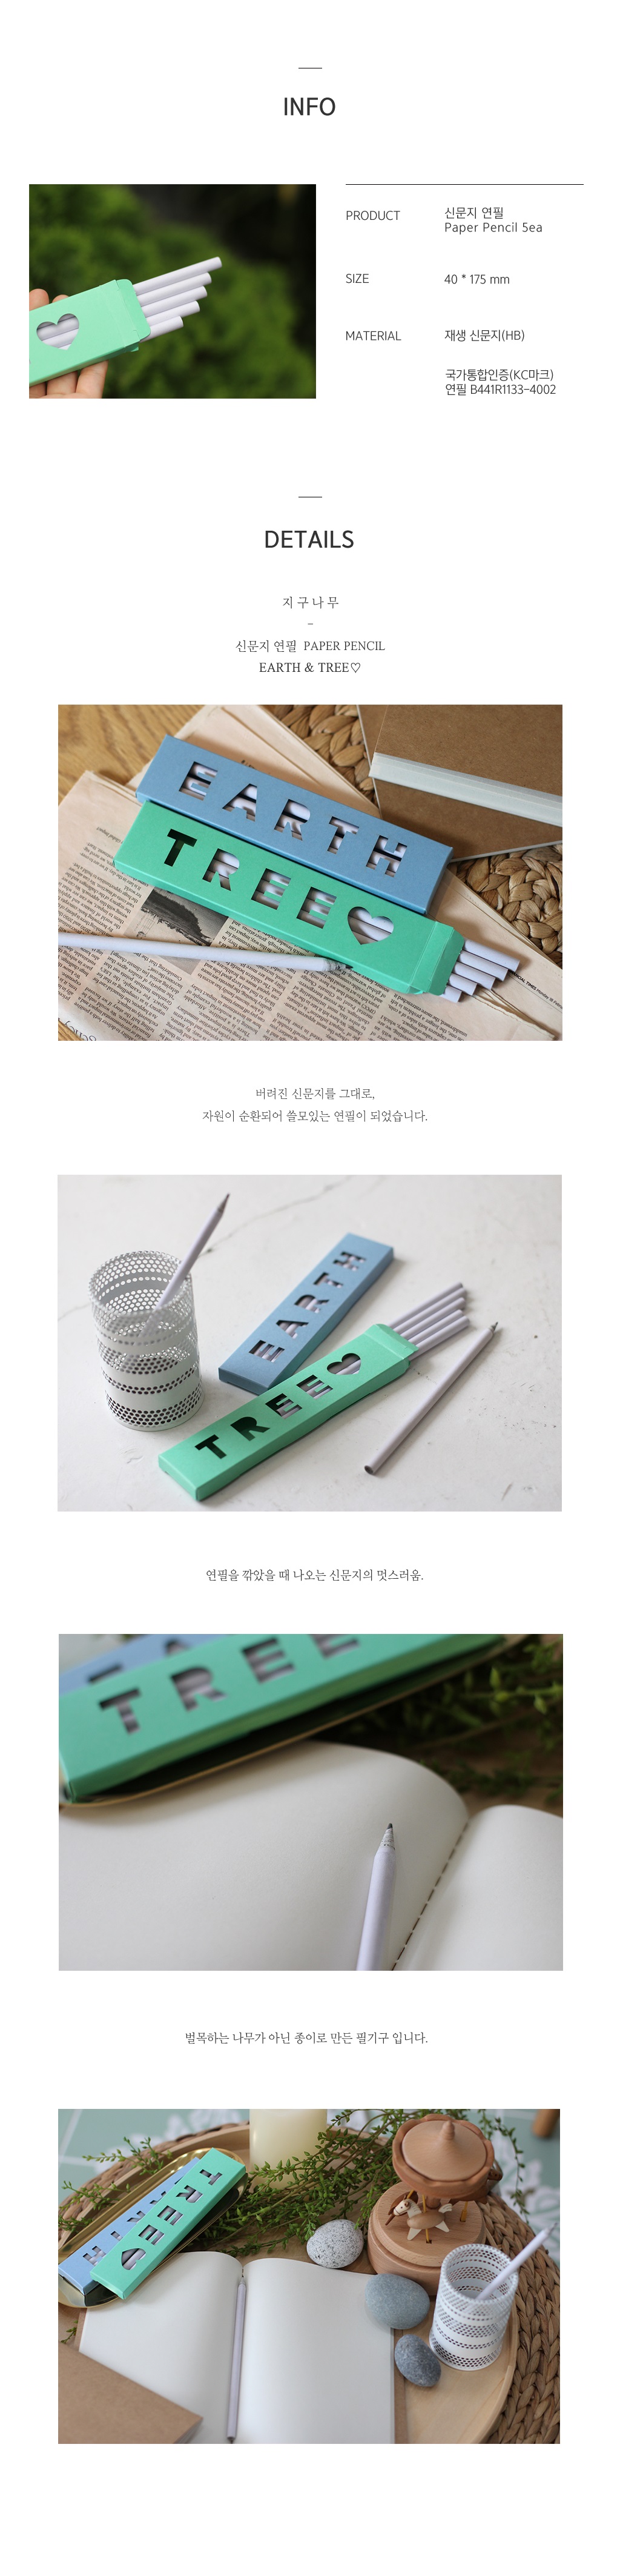 INFO
PRODUCT
신문지 연필
Paper Pencil 5ea
SIZE
40 * 175 mm
MATERIAL
재생 신문지(HB)
국가통합인증(KC마크)
연필 B441R1133-4002
DETAILS
지구나무
-
신문지 연필 PAPER PENCIL
EARTH & TREE♡
EARTH
TREE
버려진 신문지를 그대로,
자원이 순환되어 쓸모있는 연필이 되었습니다.
EARTH
TREE
연필을 깎았을 때 나오는 신문지의 멋스러움.
TREE
벌목하는 나무가 아닌 종이로 만든 필기구 입니다.
TREE